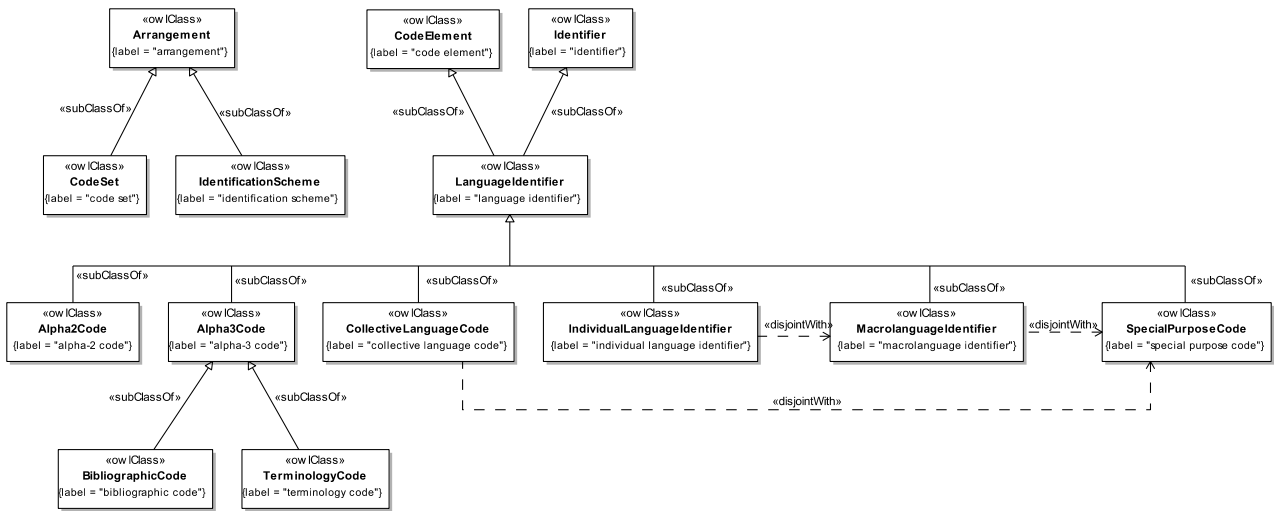 «owlClass»
Arrangement
{label = "arrangement"}
«owlClass»
CodeElement
{label = "code element"}
«owlClass»
Identifier
{label = "identifier"}
«subClassOf»
«subClassOf»
«subClassOf»
«subClassOf»
«owlClass»
CodeSet
{label = "code set"}
«owlClass»
IdentificationScheme
{label = "identification scheme"}
«owlClass»
LanguageIdentifier
{label = "language identifier"}
«subClassOf»
«subClassOf»
«subClassOf»
«subClassOf»
«subClassOf»
«subClassOf»
«owlClass»
Alpha2Code
{label = "alpha-2 code"}
«owlClass»
Alpha3Code
{label = "alpha-3 code"}
«owlClass»
CollectiveLanguageCode
{label = "collective language code"}
«owlClass»
IndividualLanguageIdentifier
{label = "individual language identifier"}
«disjointWith»
«owlClass»
MacrolanguageIdentifier
{label = "macrolanguage identifier"}
«disjointWith»
«owlClass»
SpecialPurposeCode
{label = "special purpose code"}
«subClassOf»
«subClassOf»
«disjointWith»
«owlClass»
BibliographicCode
{label = "bibliographic code"}
«owlClass»
TerminologyCode
{label = "terminology code"}